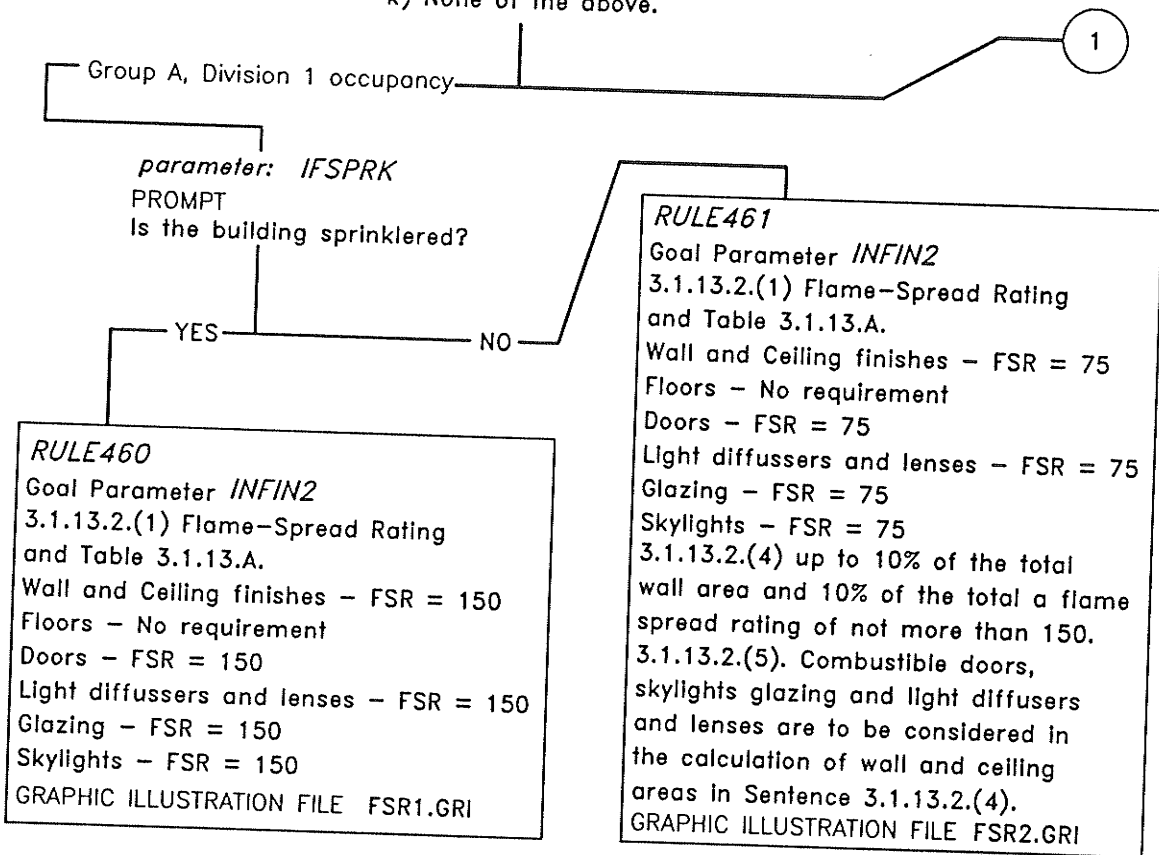 k) None of the above.
1
Group A, Division 1 occupancy
parameter: IFSPRK
PROMPT
Is the building sprinklered?
YES
NO
RULE460
Goal Parameter INFIN2
3.1.13.2.(1) Flame-Spread Rating
and Table 3.1.13.A.
Wall and Ceiling finishes - FSR = 150
Floors - No requirement
Doors - FSR = 150
Light diffussers and lenses - FSR = 150
Glazing - FSR = 150
Skylights - FSR = 150
GRAPHIC ILLUSTRATION FILE FSR1.GRI
RULE461
Goal Parameter INFIN2
3.1.13.2.(1) Flame-Spread Rating
and Table 3.1.13.A.
Wall and Ceiling finishes - FSR = 75
Floors - No requirement
Doors - FSR = 75
Light diffussers and lenses - FSR = 75
Glazing - FSR = 75
Skylights - FSR = 75
3.1.13.2.(4) up to 10% of the total
wall area and 10% of the total a flame
spread rating of not more than 150.
3.1.13.2.(5). Combustible doors,
skylights glazing and light diffusers
and lenses are to be considered in
the calculation of wall and ceiling
areas in Sentence 3.1.13.2.(4).
GRAPHIC ILLUSTRATION FILE FSR2.GRI